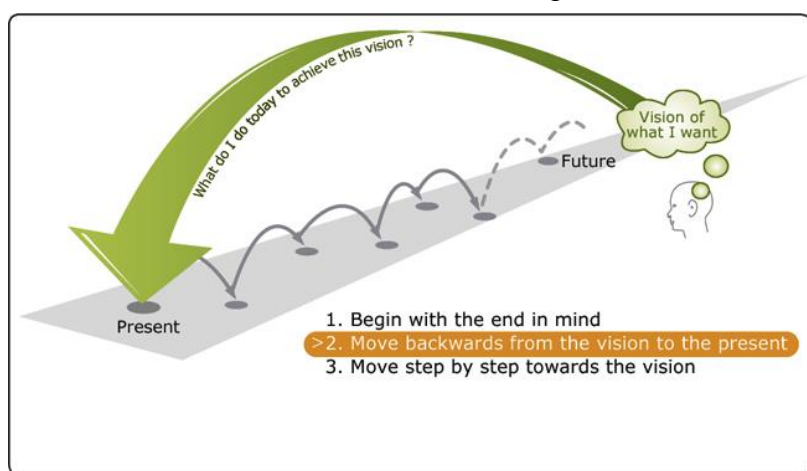 What do I do today to achieve this vision ?
Vision of
what I want
Future
Present
1. Begin with the end in mind
>2. Move backwards from the vision to the present
3. Move step by step towards the vision